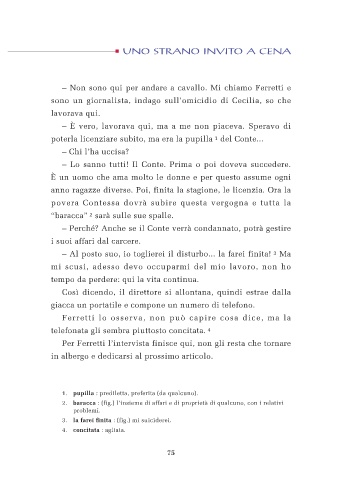 UNO STRANO INVITO A CENA
– Non sono qui per andare a cavallo. Mi chiamo Ferretti e
sono un giornalista, indago sull'omicidio di Cecilia, so che
lavorava qui.
– È vero, lavorava qui, ma a me non piaceva. Speravo di
poterla licenziare subito, ma era la pupilla ¹ del Conte...
– Chi l'ha uccisa?
– Lo sanno tutti! Il Conte. Prima o poi doveva succedere.
È un uomo che ama molto le donne e per questo assume ogni
anno ragazze diverse. Poi, finita la stagione, le licenzia. Ora la
povera Contessa dovrà subire questa vergogna e tutta la
"baracca" ² sarà sulle sue spalle.
– Perché? Anche se il Conte verrà condannato, potrà gestire
i suoi affari dal carcere.
– Al posto suo, io toglierei il disturbo... la farei finita! ³ Ma
mi scusi, adesso devo occuparmi del mio lavoro, non ho
tempo da perdere: qui la vita continua.
Così dicendo, il direttore si allontana, quindi estrae dalla
giacca un portatile e compone un numero di telefono.
Ferretti lo osserva, non può capire cosa dice, ma la
telefonata gli sembra piuttosto concitata. ⁴
Per Ferretti l'intervista finisce qui, non gli resta che tornare
in albergo e dedicarsi al prossimo articolo.
1. pupilla : prediletta, preferita (da qualcuno).
2. baracca : (fig.) l'insieme di affari e di proprietà di qualcuno, con i relativi
problemi.
3. la farei finita : (fig.) mi suiciderei.
4. concitata : agitata.
75